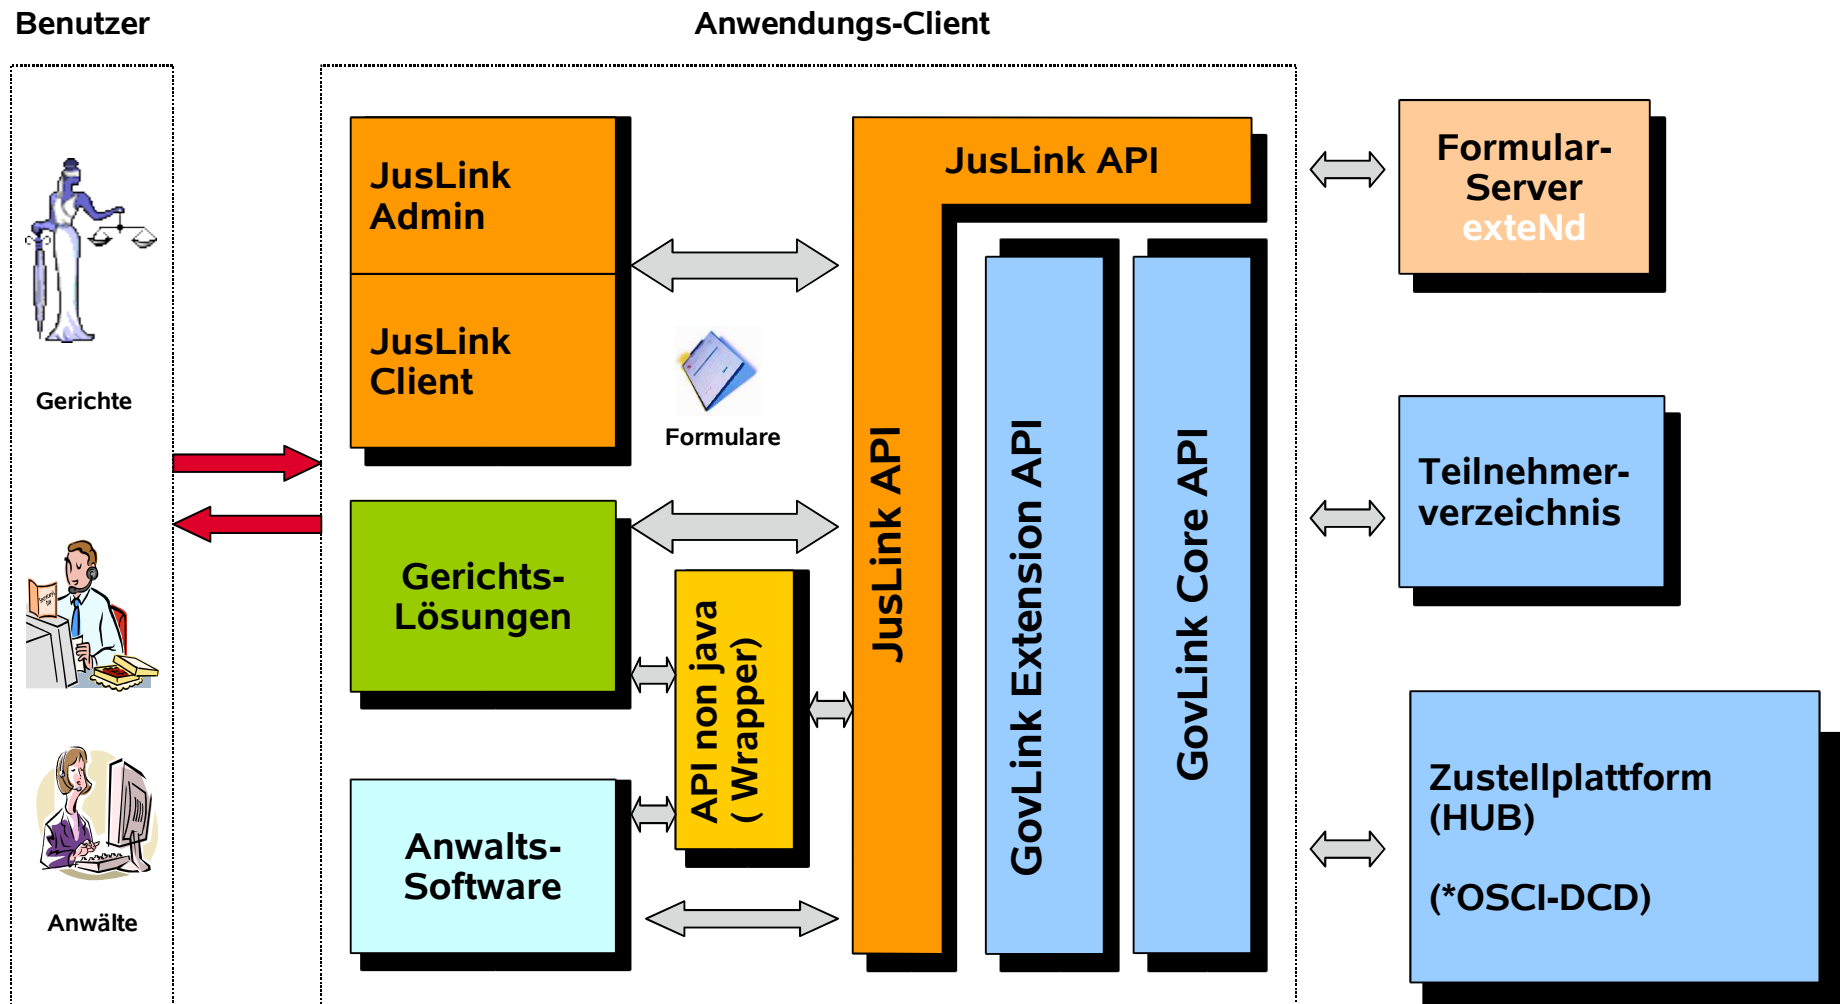 Benutzer
Anwendungs-Client
Gerichte
Anwälte
JusLink
Admin
JusLink
Client
Formulare
Gerichts-
Lösungen
Anwalts-
Software
API non java
( Wrapper)
JusLink API
JusLink API
GovLink Extension API
GovLink Core API
Formular-
Server
exteNd
Teilnehmer-
verzeichnis
Zustellplattform
(HUB)
(*OSCI-DCD)